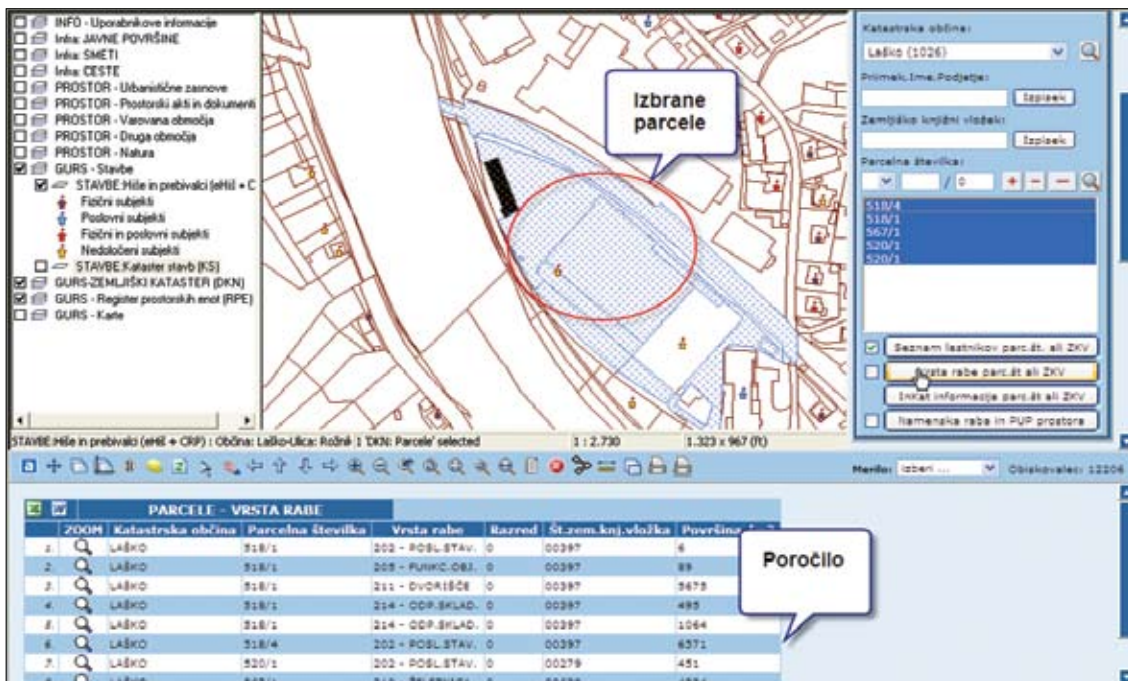 INFO - Uporabnikove informacije
Infra: JAVNE POVRŠINE
Infra: SMETI
Infra: CESTE
PROSTOR - Urbanistične zasnove
PROSTOR - Prostorski akti in dokumenti
PROSTOR - Varovana območja
PROSTOR - Druga območja
PROSTOR - Natura
GURS - Stavbe
STAVBE:Hiše in prebivalci (eHiš + C
Fizični subjekti
Poslovni subjekti
Fizični in poslovni subjekti
Nedoločeni subjekti
STAVBE:Kataster stavb (KS)
GURS-ZEMLJIŠKI KATASTER (DKN)
GURS - Register prostorskih enot (RPE)
GURS - Karte
Izbrane
parcele
Katastrska občina:
Laško (1026)
Priimek,Ime,Podjetje:
Izpisek
Zemljiško knjižni vložek:
Izpisek
Parcelna številka:
/ 0
518/4
518/1
567/1
520/1
520/1
Seznam lastnikov parc.št. ali ZKV
Vrsta rabe parc.št ali ZKV
InKat informacije parc.št ali ZKV
Namenska raba in PUP prostora
STAVBE:Hiše in prebivalci (eHiš + CRP) : Občina: Laško-Ulica: Rožnik 1 'DKN: Parcele' selected 1 : 2.730 1.323 x 967 (ft)
Merilo: Izberi ... Obiskovalec: 12206
PARCELE - VRSTA RABE
ZOOM Katastrska občina Parcelna številka Vrsta rabe Razred Št.zem.knj.vložka Površina
1. LAŠKO 518/1 202 - POSL.STAV. 0 00397 6
2. LAŠKO 518/1 205 - FUNKC.OBJ. 0 00397 89
3. LAŠKO 518/1 211 - DVORIŠČE 0 00397 5675
4. LAŠKO 518/1 214 - ODP.SKLAD. 0 00397 495
5. LAŠKO 518/1 214 - ODP.SKLAD. 0 00397 1064
6. LAŠKO 518/4 202 - POSL.STAV. 0 00397 6571
7. LAŠKO 520/1 202 - POSL.STAV. 0 00279 451
Poročilo